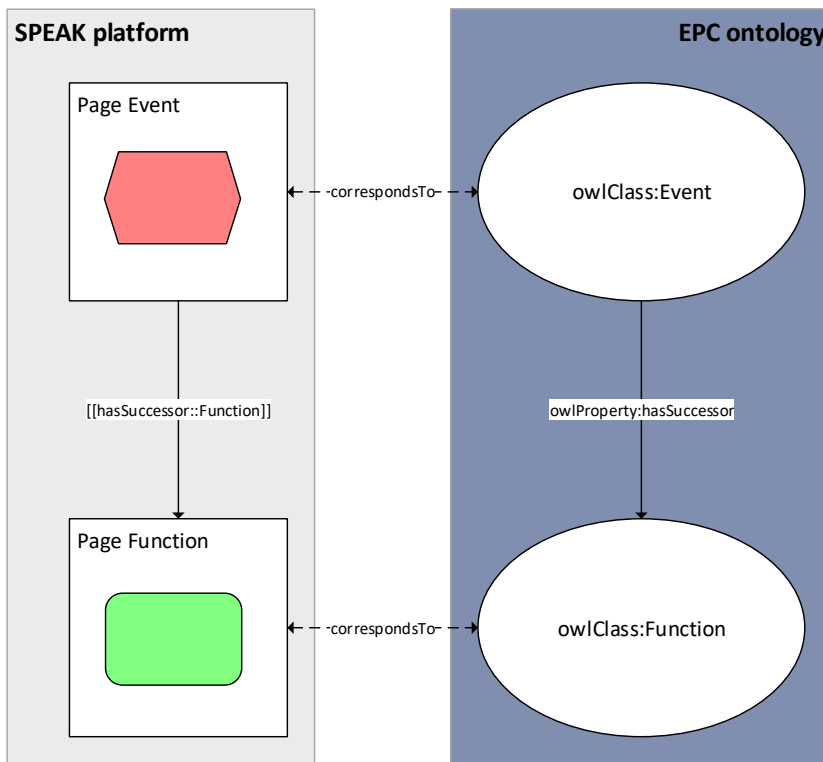 SPEAK platform
EPC ontology
Page Event
correspondsTo
owlClass:Event
[[hasSuccessor::Function]]
owlProperty:hasSuccessor
Page Function
correspondsTo
owlClass:Function